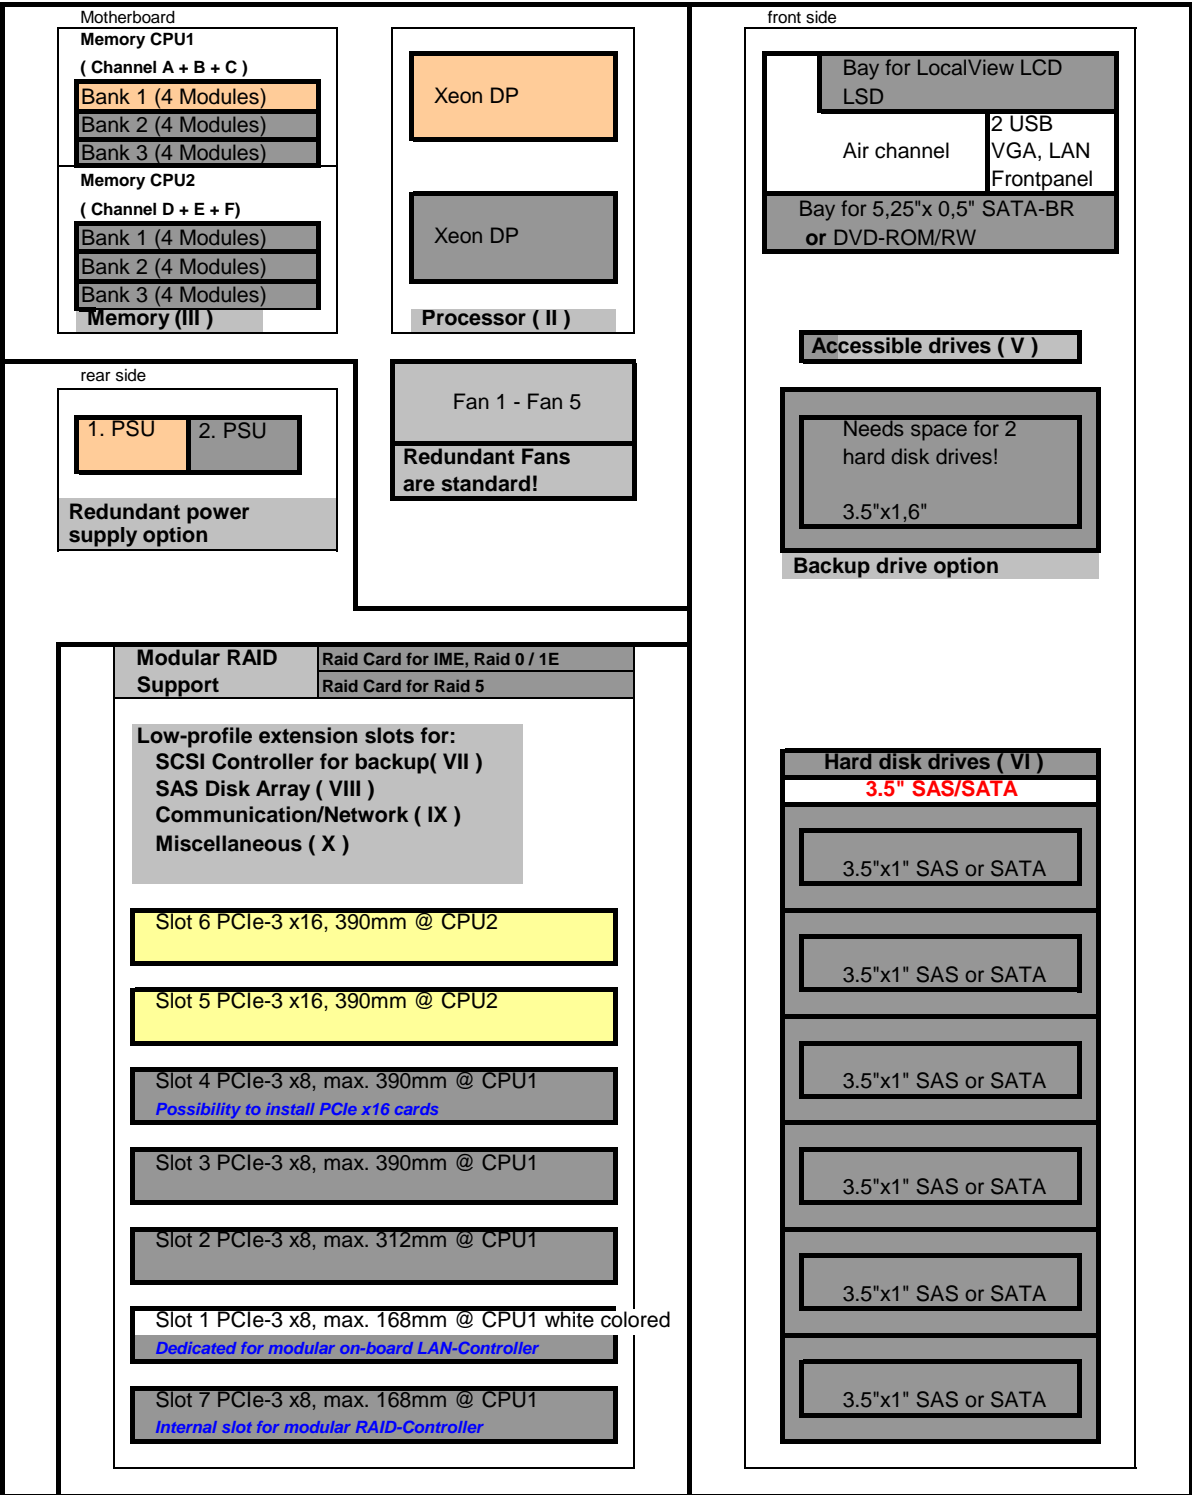 Motherboard
Memory CPU1
( Channel A + B + C )
Bank 1 (4 Modules)
Bank 2 (4 Modules)
Bank 3 (4 Modules)
Memory CPU2
( Channel D + E + F)
Bank 1 (4 Modules)
Bank 2 (4 Modules)
Bank 3 (4 Modules)
Memory (III )
Xeon DP
Xeon DP
Processor ( II )
rear side
1. PSU
2. PSU
Redundant power
supply option
Fan 1 - Fan 5
Redundant Fans
are standard!
Modular RAID
Support
Raid Card for IME, Raid 0 / 1E
Raid Card for Raid 5
Low-profile extension slots for:
SCSI Controller for backup( VII )
SAS Disk Array ( VIII )
Communication/Network ( IX )
Miscellaneous ( X )
Slot 6 PCIe-3 x16, 390mm @ CPU2
Slot 5 PCIe-3 x16, 390mm @ CPU2
Slot 4 PCIe-3 x8, max. 390mm @ CPU1
Possibility to install PCIe x16 cards
Slot 3 PCIe-3 x8, max. 390mm @ CPU1
Slot 2 PCIe-3 x8, max. 312mm @ CPU1
Slot 1 PCIe-3 x8, max. 168mm @ CPU1 white colored
Dedicated for modular on-board LAN-Controller
Slot 7 PCIe-3 x8, max. 168mm @ CPU1
Internal slot for modular RAID-Controller
front side
Bay for LocalView LCD
LSD
Air channel
2 USB
VGA, LAN
Frontpanel
Bay for 5,25"x 0,5" SATA-BR
or DVD-ROM/RW
Accessible drives ( V )
Needs space for 2
hard disk drives!
3.5"x1,6"
Backup drive option
Hard disk drives ( VI )
3.5" SAS/SATA
3.5"x1" SAS or SATA
3.5"x1" SAS or SATA
3.5"x1" SAS or SATA
3.5"x1" SAS or SATA
3.5"x1" SAS or SATA
3.5"x1" SAS or SATA